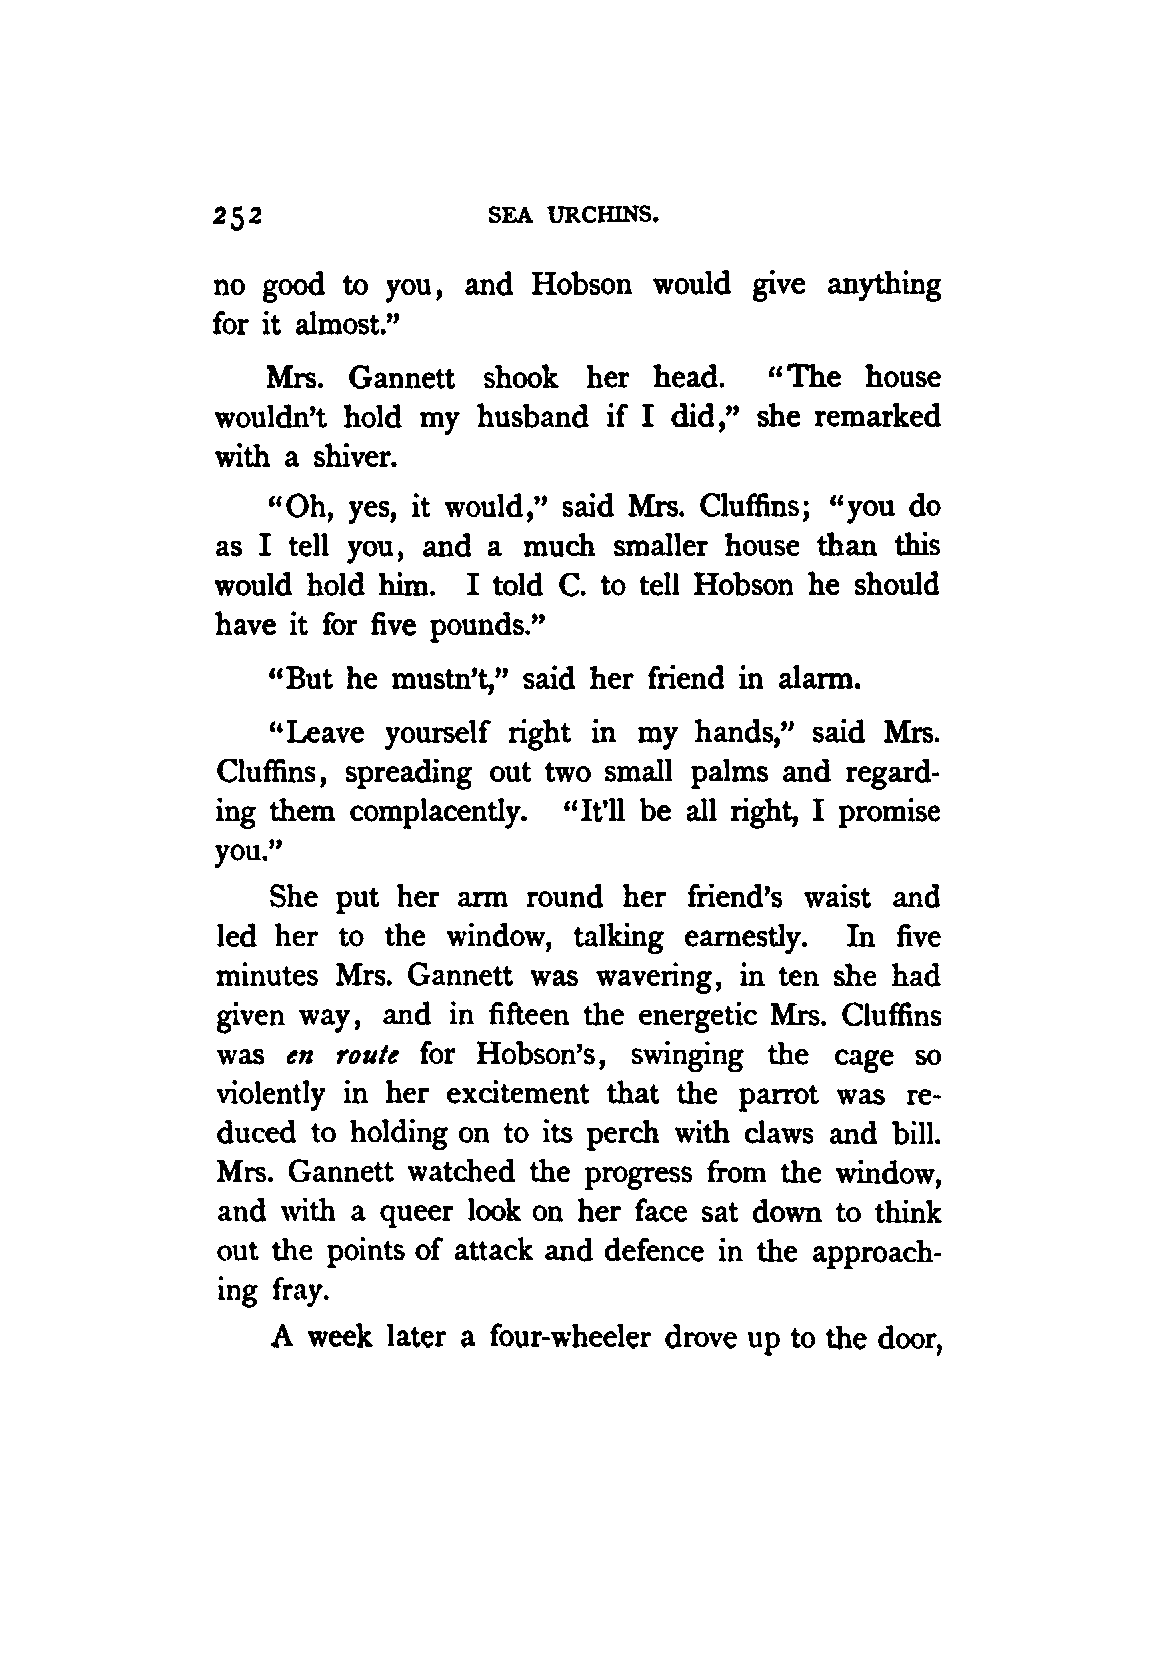 252 SEA URCHINS.
no good to you, and Hobson would give anything
for it almost.”
Mrs. Gannett shook her head. “The house
wouldn’t hold my husband if I did,” she remarked
with a shiver.
“Oh, yes, it would,” said Mrs. Cluffins; “you do
as I tell you, and a much smaller house than this
would hold him. I told C. to tell Hobson he should
have it for five pounds.”
“But he mustn’t,” said her friend in alarm.
“Leave yourself right in my hands,” said Mrs.
Cluffins, spreading out two small palms and regard-
ing them complacently. “It’ll be all right, I promise
you.”
She put her arm round her friend’s waist and
led her to the window, talking earnestly. In five
minutes Mrs. Gannett was wavering, in ten she had
given way, and in fifteen the energetic Mrs. Cluffins
was en route for Hobson’s, swinging the cage so
violently in her excitement that the parrot was re-
duced to holding on to its perch with claws and bill.
Mrs. Gannett watched the progress from the window,
and with a queer look on her face sat down to think
out the points of attack and defence in the approach-
ing fray.
A week later a four-wheeler drove up to the door,